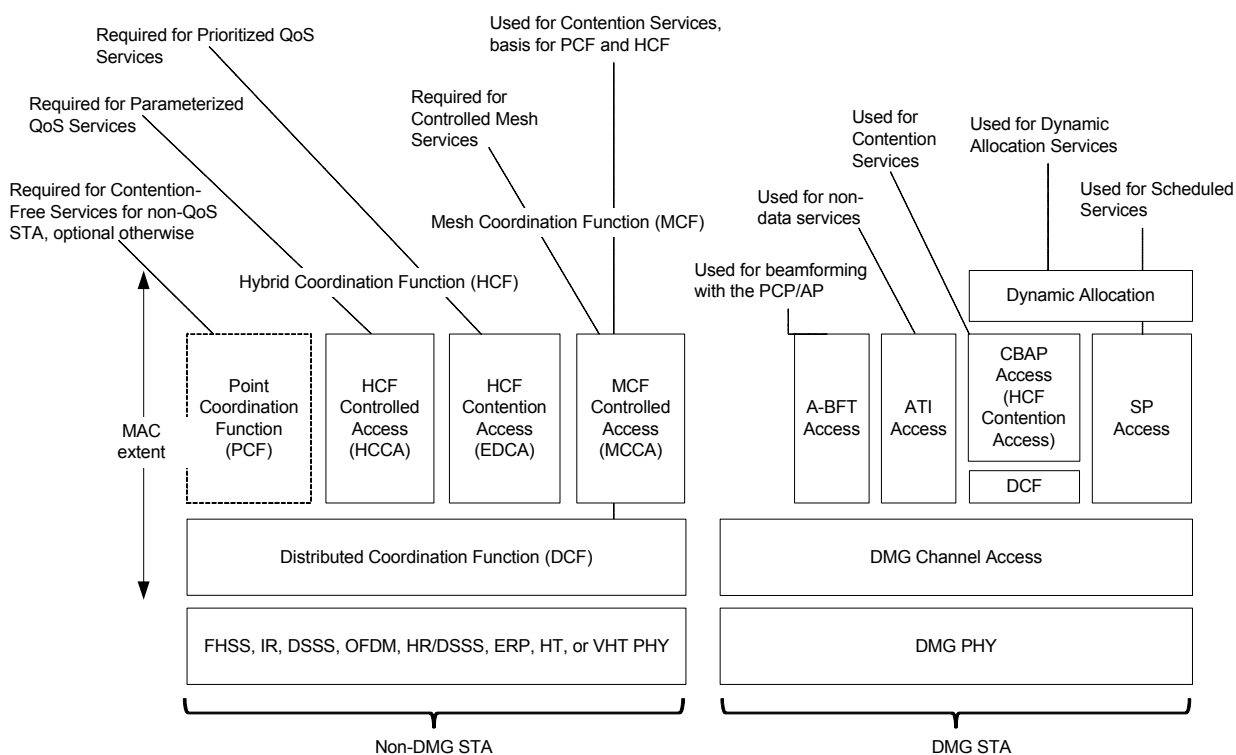 Required for Prioritized QoS
Services
Used for Contention Services,
basis for PCF and HCF
Required for Parameterized
QoS Services
Required for
Controlled Mesh
Services
Used for
Contention
Services
Used for Dynamic
Allocation Services
Required for Contention-
Free Services for non-QoS
STA, optional otherwise
Used for non-
data services
Used for Scheduled
Services
Mesh Coordination Function (MCF)
Hybrid Coordination Function (HCF)
Used for beamforming
with the PCP/AP
Dynamic Allocation
MAC
extent
Point
Coordination
Function
(PCF)
HCF
Controlled
Access
(HCCA)
HCF
Contention
Access
(EDCA)
MCF
Controlled
Access
(MCCA)
A-BFT
Access
ATI
Access
CBAP
Access
(HCF
Contention
Access)
DCF
SP
Access
Distributed Coordination Function (DCF)
DMG Channel Access
FHSS, IR, DSSS, OFDM, HR/DSSS, ERP, HT, or VHT PHY
DMG PHY
Non-DMG STA
DMG STA